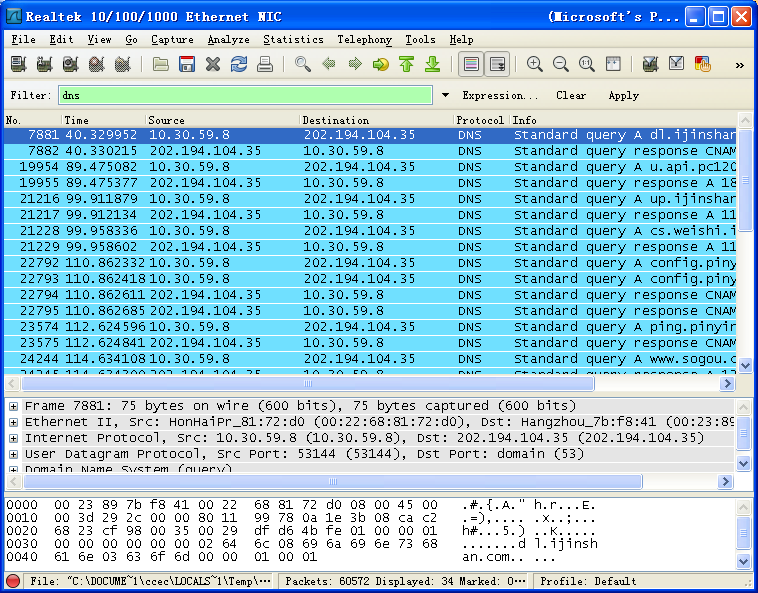 Realtek 10/100/1000 Ethernet NIC (Microsoft's P...
File Edit View Go Capture Analyze Statistics Telephony Tools Help
Filter: dns Expression... Clear Apply
No. Time Source Destination Protocol Info
7881 40.329952 10.30.59.8 202.194.104.35 DNS Standard query A dl.ijinshan
7882 40.330215 202.194.104.35 10.30.59.8 DNS Standard query response CNAM
19954 89.475082 10.30.59.8 202.194.104.35 DNS Standard query A u.api.pc120
19955 89.475377 202.194.104.35 10.30.59.8 DNS Standard query response A 18
21216 99.911879 10.30.59.8 202.194.104.35 DNS Standard query A up.ijinshan
21217 99.912134 202.194.104.35 10.30.59.8 DNS Standard query response A 11
21228 99.958336 10.30.59.8 202.194.104.35 DNS Standard query A cs.weishi.i
21229 99.958602 202.194.104.35 10.30.59.8 DNS Standard query response A 11
22792 110.862332 10.30.59.8 202.194.104.35 DNS Standard query A config.piny
22793 110.862418 10.30.59.8 202.194.104.35 DNS Standard query A config.piny
22794 110.862611 202.194.104.35 10.30.59.8 DNS Standard query response CNAM
22795 110.862685 202.194.104.35 10.30.59.8 DNS Standard query response CNAM
23574 112.624596 10.30.59.8 202.194.104.35 DNS Standard query A ping.pinyin
23575 112.624841 202.194.104.35 10.30.59.8 DNS Standard query response CNAM
24244 114.634108 10.30.59.8 202.194.104.35 DNS Standard query A www.sogou.c
Frame 7881: 75 bytes on wire (600 bits), 75 bytes captured (600 bits)
Ethernet II, Src: HonHaiPr_81:72:d0 (00:22:68:81:72:d0), Dst: Hangzhou_7b:f8:41 (00:23:89
Internet Protocol, Src: 10.30.59.8 (10.30.59.8), Dst: 202.194.104.35 (202.194.104.35)
User Datagram Protocol, Src Port: 53144 (53144), Dst Port: domain (53)
Domain Name System (query)
0000 00 23 89 7b f8 41 00 22 68 81 72 d0 08 00 45 00 .#.{.A." h.r...E.
0010 00 3d 29 2c 00 00 80 11 99 78 0a 1e 3b 08 ca c2 .=),.... .x..;...
0020 68 23 cf 98 00 35 00 29 df d6 4b fe 01 00 00 01 h#...5.) ..K.....
0030 00 00 00 00 00 00 02 64 6c 08 69 6a 69 6e 73 68 .......d l.ijinsh
0040 61 6e 03 63 6f 6d 00 00 01 00 01 an.com.. ...
File: "C:\DOCUME~1\ccec\LOCALS~1\Temp\... Packets: 60572 Displayed: 34 Marked: 0... Profile: Default